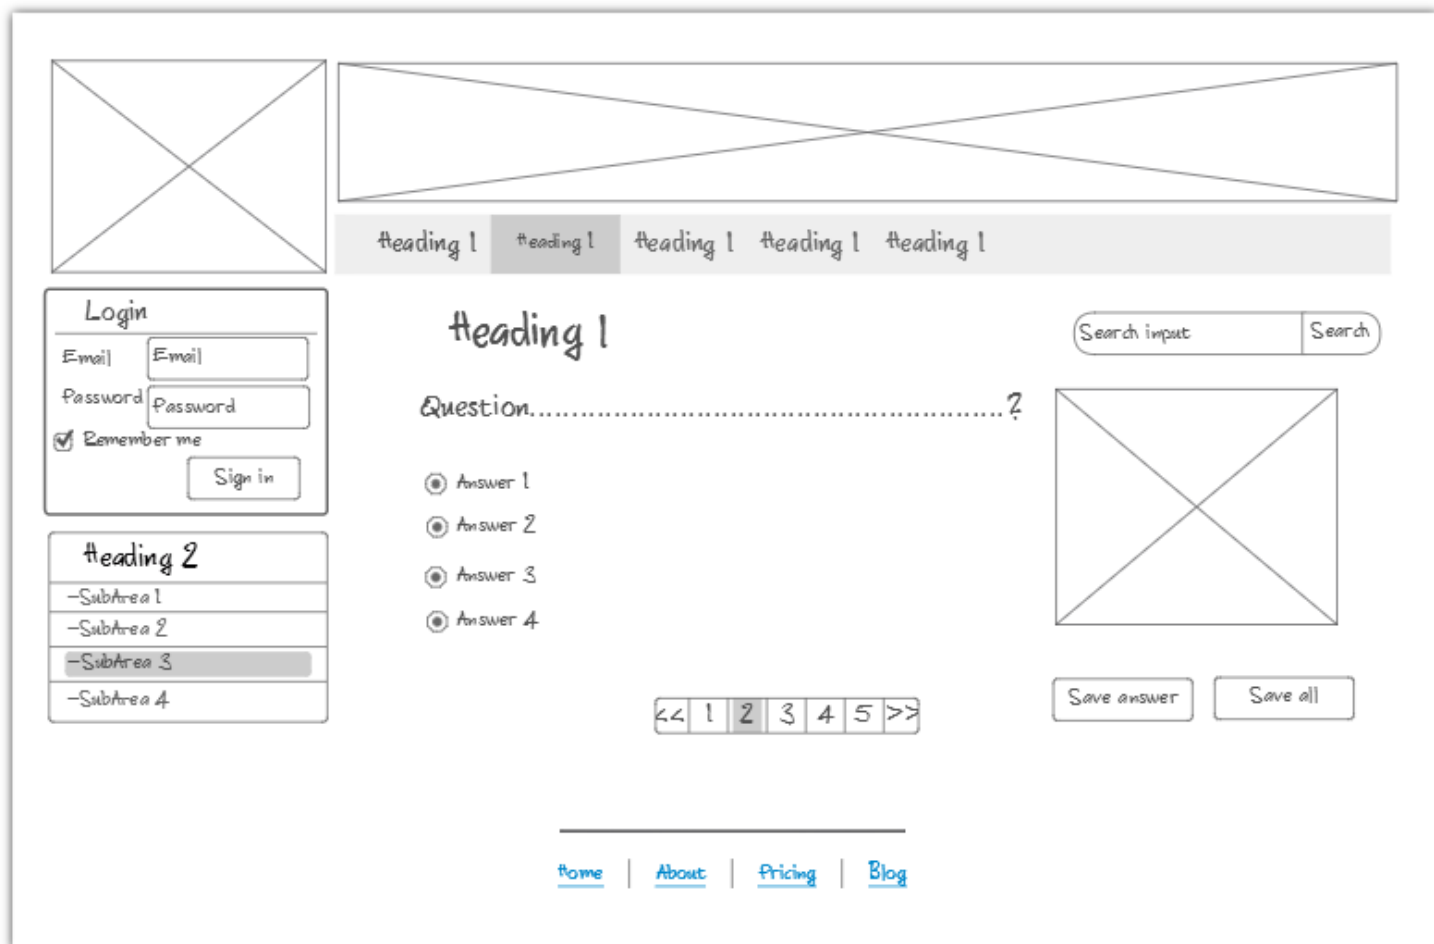 Heading 1 Heading 1 Heading 1 Heading 1 Heading 1
Login
Email Email
Password Password
Remember me
Sign in
Heading 2
-SubArea 1
-SubArea 2
-SubArea 3
-SubArea 4
Heading 1
Search input Search
Question........................................................?
Answer 1
Answer 2
Answer 3
Answer 4
<< 1 2 3 4 5 >>
Save answer Save all
Home | About | Pricing | Blog